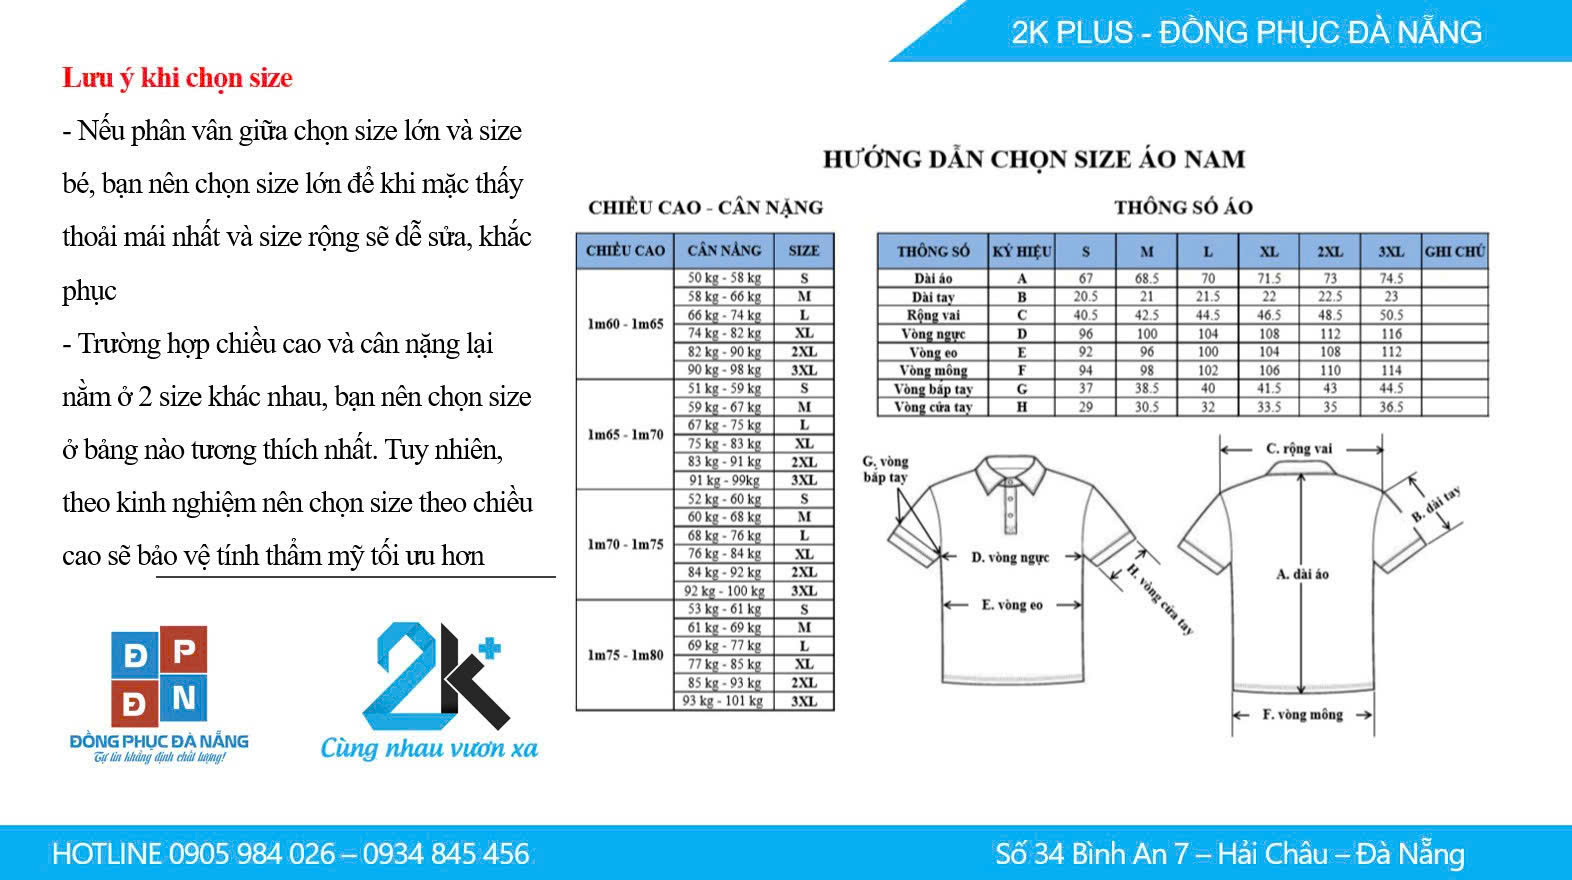 2K PLUS - ĐỒNG PHỤC ĐÀ NẴNG
Lưu ý khi chọn size
- Nếu phân vân giữa chọn size lớn và size
bé, bạn nên chọn size lớn để khi mặc thấy
thoải mái nhất và size rộng sẽ dễ sửa, khắc
phục
- Trường hợp chiều cao và cân nặng lại
nằm ở 2 size khác nhau, bạn nên chọn size
ở bảng nào tương thích nhất. Tuy nhiên,
theo kinh nghiệm nên chọn size theo chiều
cao sẽ bảo vệ tính thẩm mỹ tối ưu hơn
Đ P
Đ N
ĐỒNG PHỤC ĐÀ NẴNG
Tự tin khẳng định chất lượng!
2k+
Cùng nhau vươn xa
HƯỚNG DẪN CHỌN SIZE ÁO NAM
CHIỀU CAO - CÂN NẶNG
CHIỀU CAO CÂN NẶNG SIZE
1m60 - 1m65
50 kg - 58 kg S
58 kg - 66 kg M
66 kg - 74 kg L
74 kg - 82 kg XL
82 kg - 90 kg 2XL
90 kg - 98 kg 3XL
1m65 - 1m70
51 kg - 59 kg S
59 kg - 67 kg M
67 kg - 75 kg L
75 kg - 83 kg XL
83 kg - 91 kg 2XL
91 kg - 99kg 3XL
1m70 - 1m75
52 kg - 60 kg S
60 kg - 68 kg M
68 kg - 76 kg L
76 kg - 84 kg XL
84 kg - 92 kg 2XL
92 kg - 100 kg 3XL
1m75 - 1m80
53 kg - 61 kg S
61 kg - 69 kg M
69 kg - 77 kg L
77 kg - 85 kg XL
85 kg - 93 kg 2XL
93 kg - 101 kg 3XL
THÔNG SỐ ÁO
THÔNG SỐ KÝ HIỆU S M L XL 2XL 3XL GHI CHÚ
Dài áo A 67 68.5 70 71.5 73 74.5
Dài tay B 20.5 21 21.5 22 22.5 23
Rộng vai C 40.5 42.5 44.5 46.5 48.5 50.5
Vòng ngực D 96 100 104 108 112 116
Vòng eo E 92 96 100 104 108 112
Vòng mông F 94 98 102 106 110 114
Vòng bắp tay G 37 38.5 40 41.5 43 44.5
Vòng cửa tay H 29 30.5 32 33.5 35 36.5
G. vòng
bắp tay
D. vòng ngực
E. vòng eo
H. vòng cửa tay
C. rộng vai
B. dài tay
A. dài áo
F. vòng mông
HOTLINE 0905 984 026 – 0934 845 456
Số 34 Bình An 7 – Hải Châu – Đà Nẵng